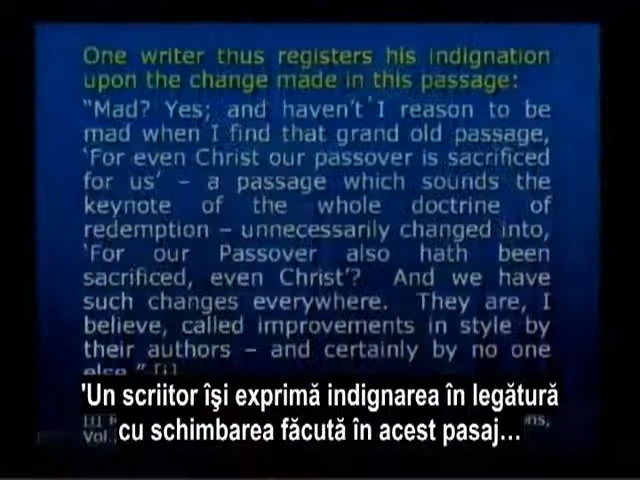 One writer thus registers his indignation
upon the change made in this passage:
“Mad? Yes; and haven’t I reason to be
mad when I find that grand old passage,
‘For even Christ our passover is sacrificed
for us’ – a passage which sounds the
keynote of the whole doctrine of
redemption – unnecessarily changed into,
‘For our Passover also hath been
sacrificed, even Christ’? And we have
such changes everywhere. They are, I
believe, called improvements in style by
their authors – and certainly by no one
else.” [i]
'Un scriitor îşi exprimă indignarea în legătură
cu schimbarea făcută în acest pasaj…
Vol.